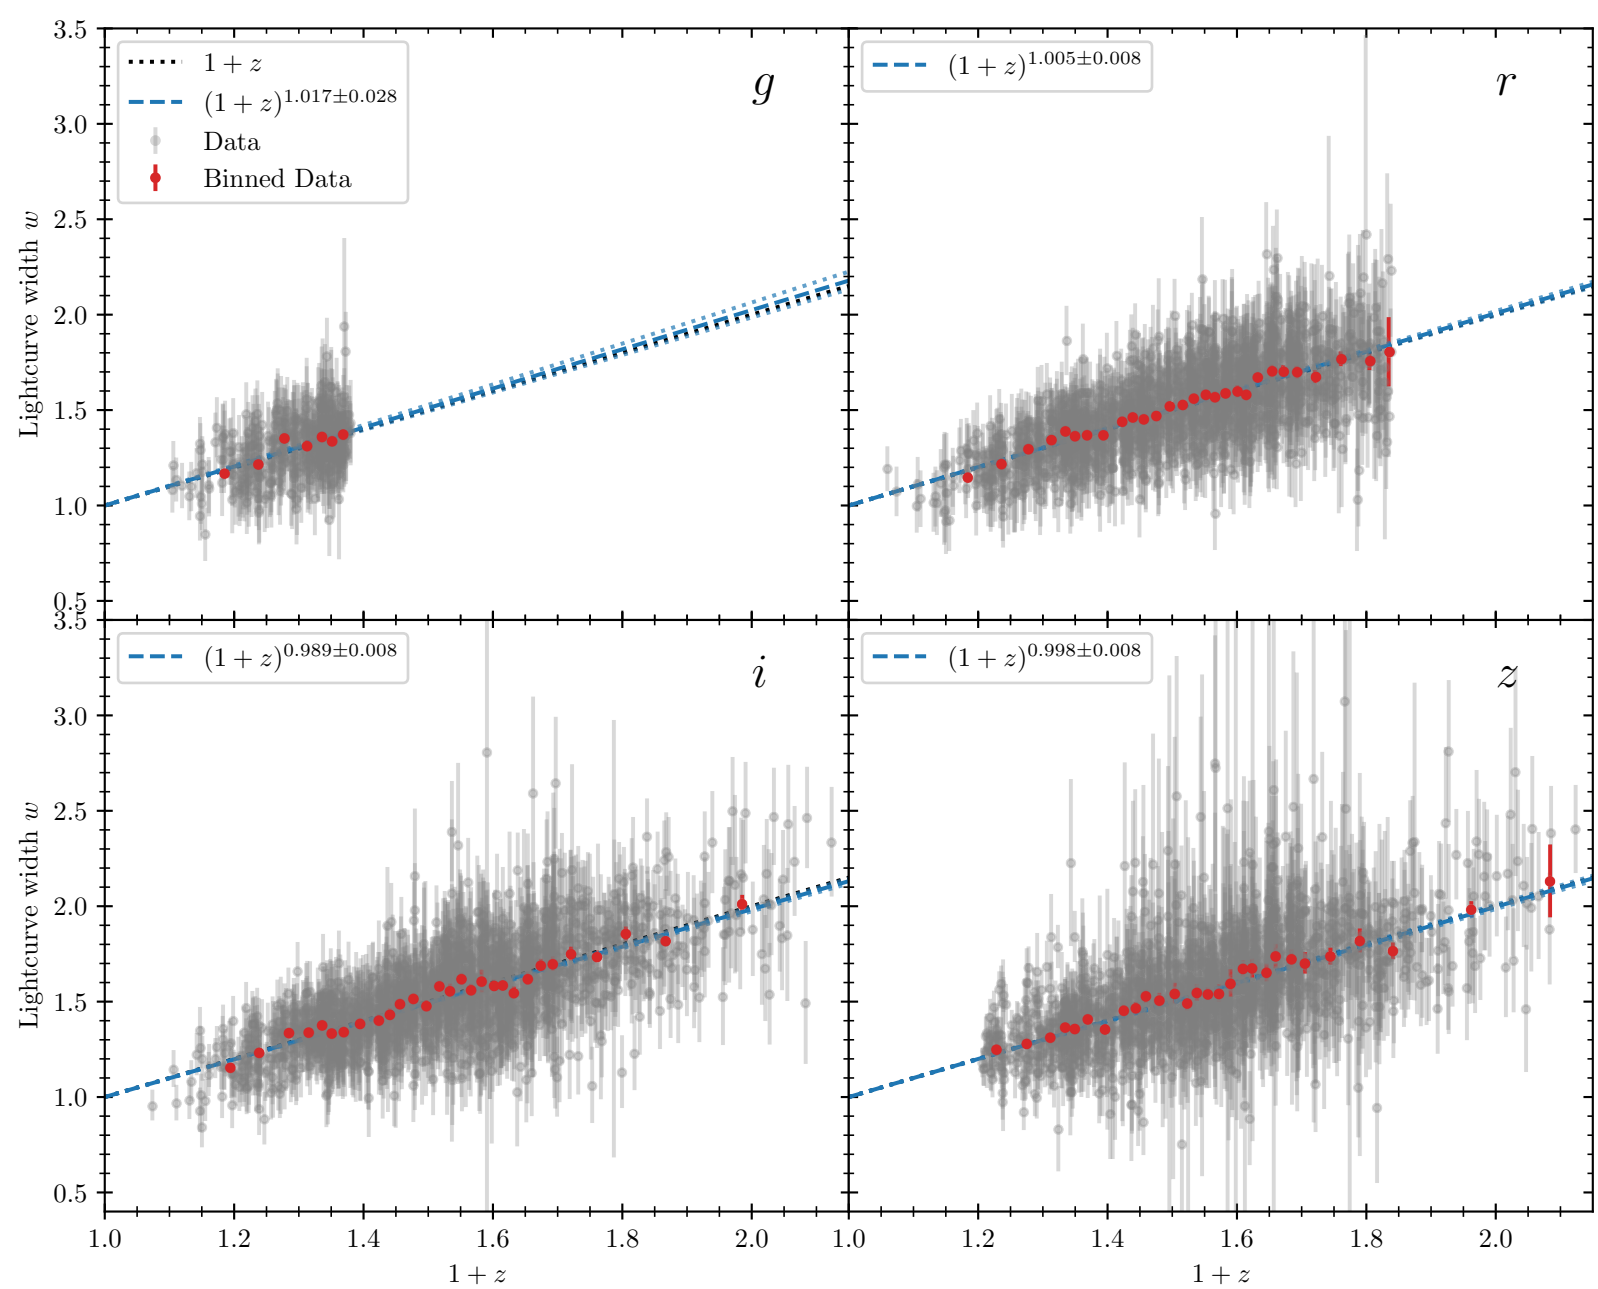 3.5
3.0
2.5
2.0
1.5
1.0
0.5
Lightcurve width w
1 + z
(1 + z)^{1.017±0.028}
Data
Binned Data
g
(1 + z)^{1.005±0.008}
r
3.5
3.0
2.5
2.0
1.5
1.0
0.5
Lightcurve width w
(1 + z)^{0.989±0.008}
i
(1 + z)^{0.998±0.008}
z
1.0 1.2 1.4 1.6 1.8 2.0
1 + z
1.0 1.2 1.4 1.6 1.8 2.0
1 + z